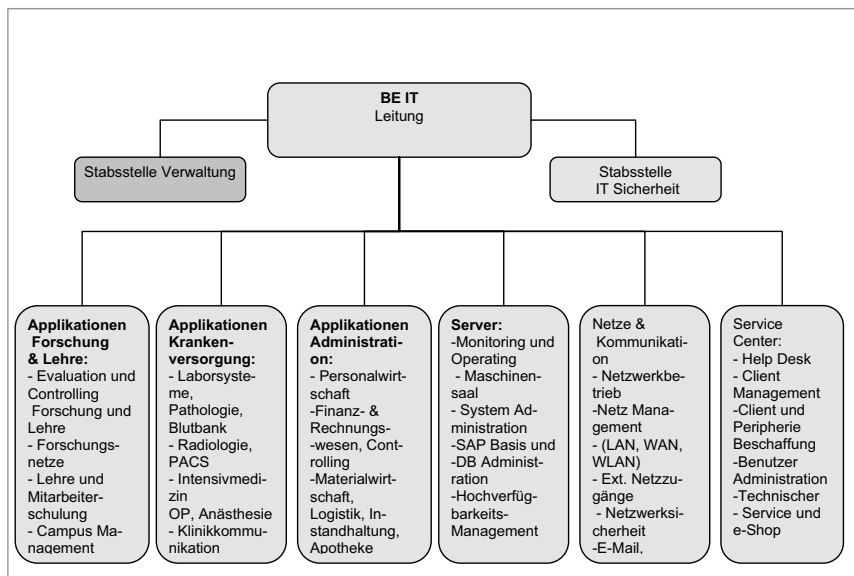 BE IT
Leitung
Stabsstelle Verwaltung
Stabsstelle
IT Sicherheit
Applikationen
Forschung
& Lehre:
- Evaluation und
Controlling
Forschung und
Lehre
- Forschungs-
netze
- Lehre und
Mitarbeiter-
schulung
- Campus Ma-
nagement
Applikationen
Kranken-
versorgung:
- Laborsyste-
me,
Pathologie,
Blutbank
- Radiologie,
PACS
- Intensivmedi-
zin
OP, Anästhesie
- Klinikkommu-
nikation
Applikationen
Administrati-
on:
- Personalwirt-
schaft
-Finanz- &
Rechnungs-
-wesen, Con-
trolling
-Materialwirt-
schaft,
Logistik, In-
standhaltung,
Apotheke
Server:
-Monitoring und
Operating
- Maschinen-
saal
- System Ad-
ministration
-SAP Basis und
-DB Administ-
ration
-Hochverfüg-
barkeits-
Management
Netze &
Kommunikati-
on
- Netzwerkbe-
trieb
-Netz Mana-
gement
- (LAN, WAN,
WLAN)
- Ext. Netzzu-
gänge
- Netzwerksi-
cherheit
-E-Mail,
Service
Center:
- Help Desk
- Client
Management
-Client und
Peripherie
Beschaffung
-Benutzer
Administration
-Technischer
- Service und
e-Shop